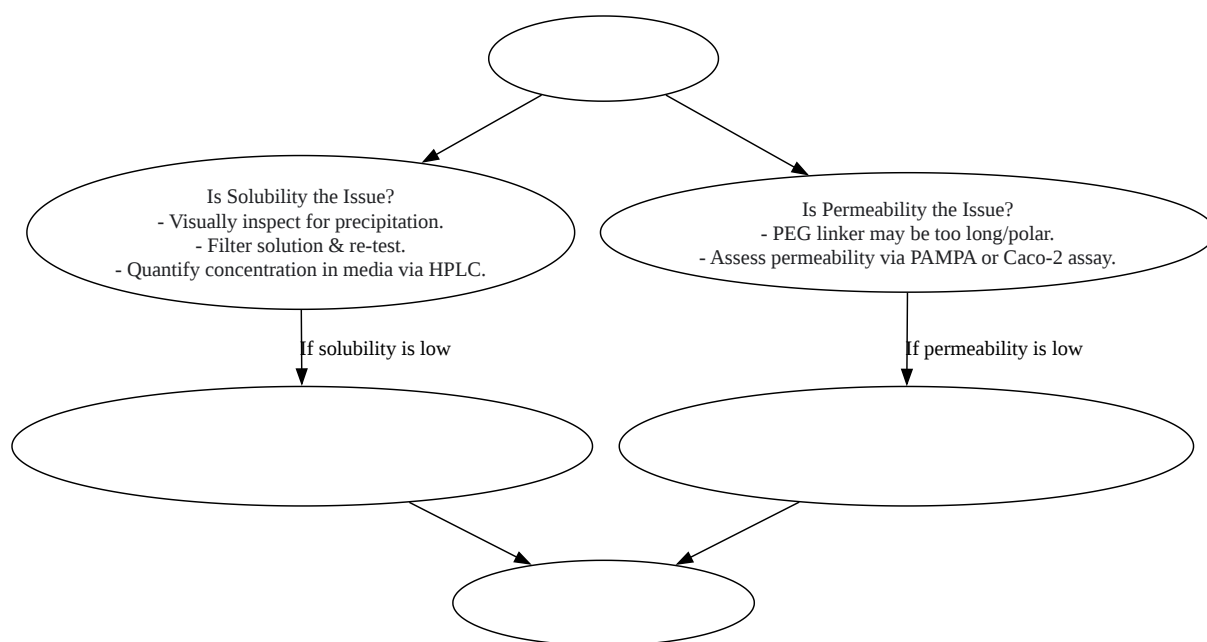 Is Solubility the Issue?
- Visually inspect for precipitation.
- Filter solution & re-test.
- Quantify concentration in media via HPLC.
Is Permeability the Issue?
- PEG linker may be too long/polar.
- Assess permeability via PAMPA or Caco-2 assay.
If solubility is low
If permeability is low